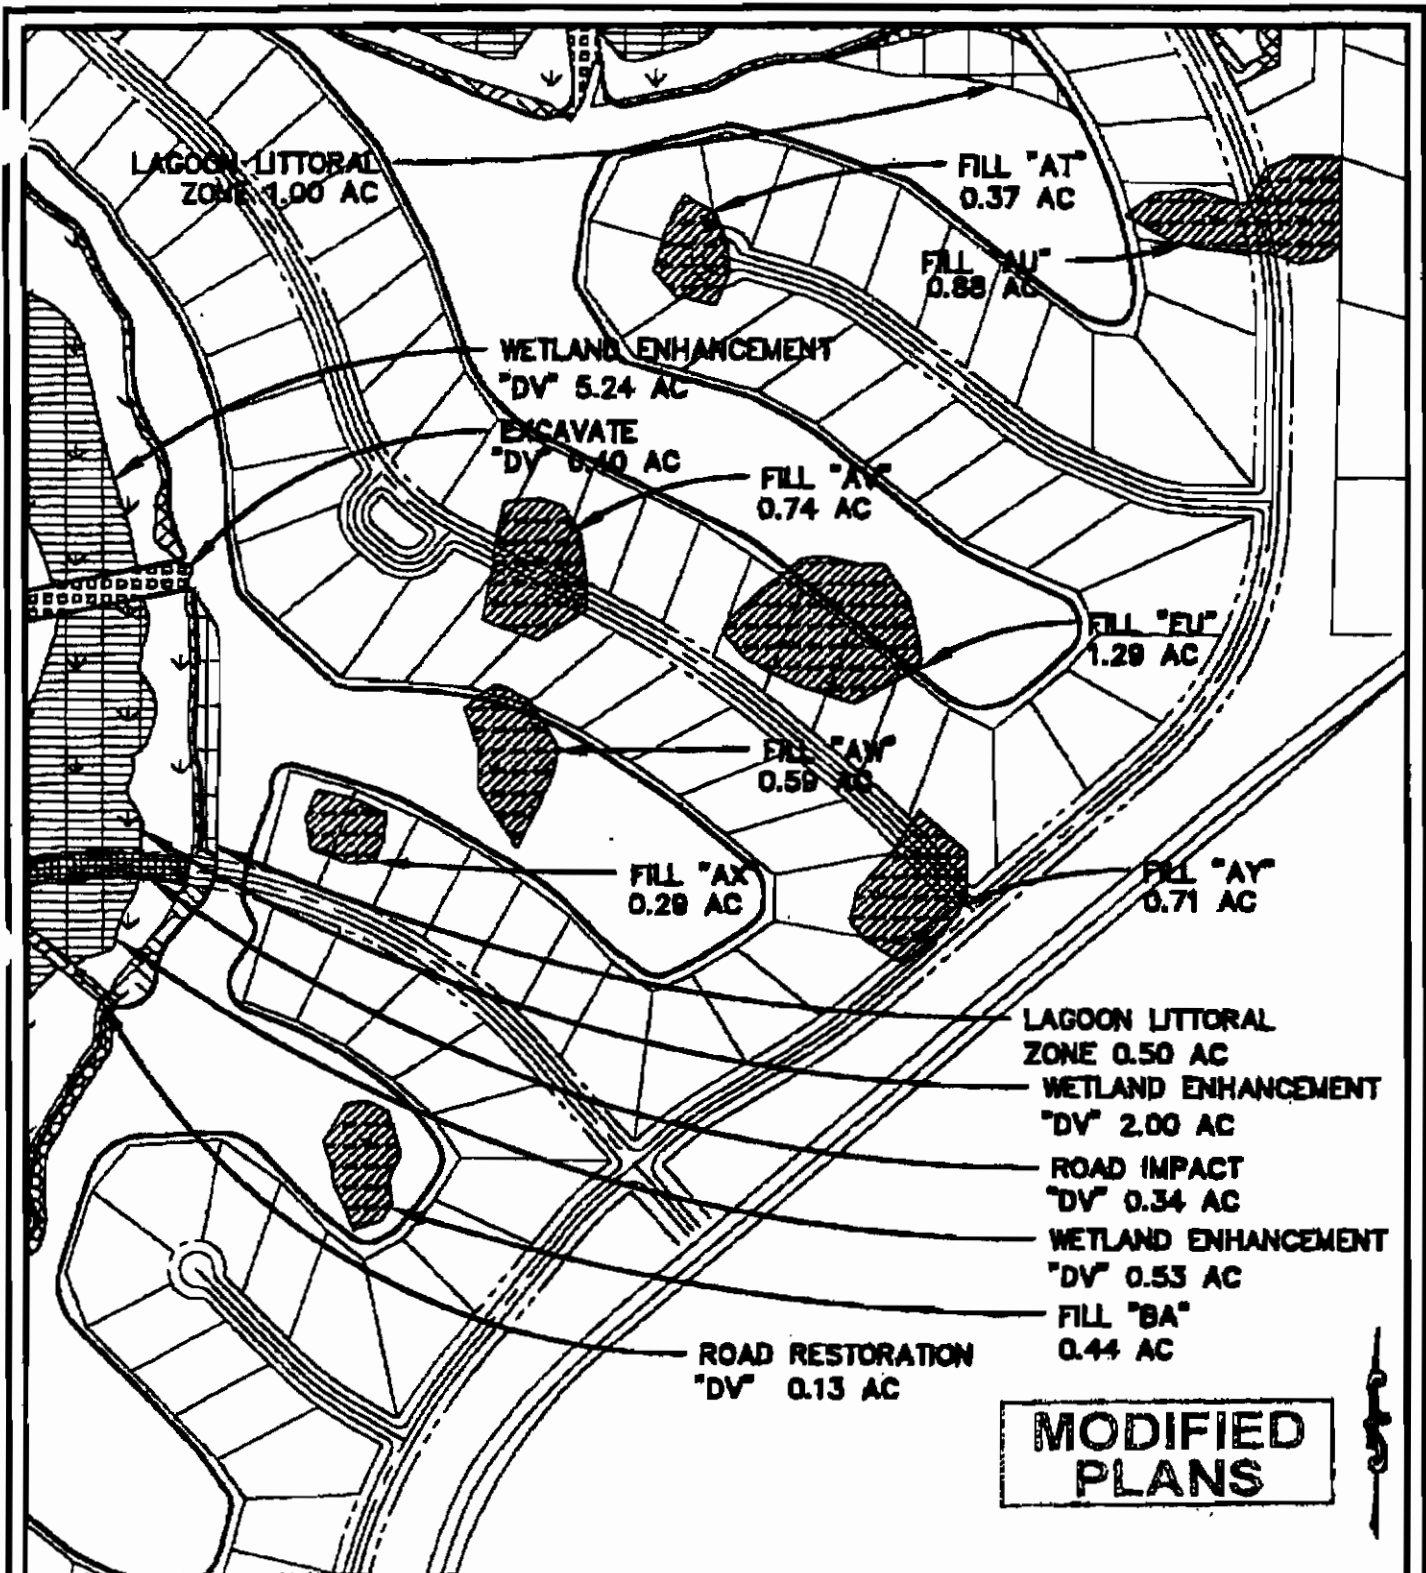 LAGOON LITTORAL
ZONE 1.00 AC
FILL "AT"
0.37 AC
FILL "AU"
0.88 AC
WETLAND ENHANCEMENT
"DV" 5.24 AC
EXCAVATE
"DV" 0.40 AC
FILL "AV"
0.74 AC
FILL "EU"
1.29 AC
FILL "AW"
0.59 AC
FILL "AX"
0.29 AC
FILL "AY"
0.71 AC
LAGOON LITTORAL
ZONE 0.50 AC
WETLAND ENHANCEMENT
"DV" 2.00 AC
ROAD IMPACT
"DV" 0.34 AC
WETLAND ENHANCEMENT
"DV" 0.53 AC
FILL "BA"
0.44 AC
ROAD RESTORATION
"DV" 0.13 AC
MODIFIED
PLANS